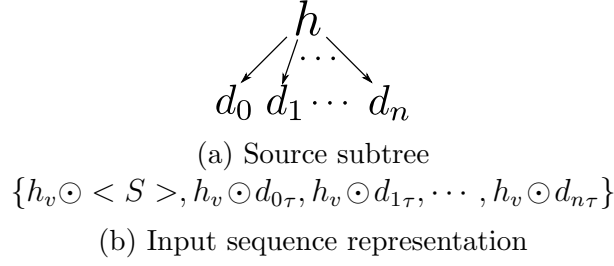 h
⋯
d₀ d₁ ⋯ dₙ
(a) Source subtree
{hᵥ⊙ < S >, hᵥ⊙d₀τ, hᵥ⊙d₁τ, ⋯ , hᵥ⊙dₙτ}
(b) Input sequence representation